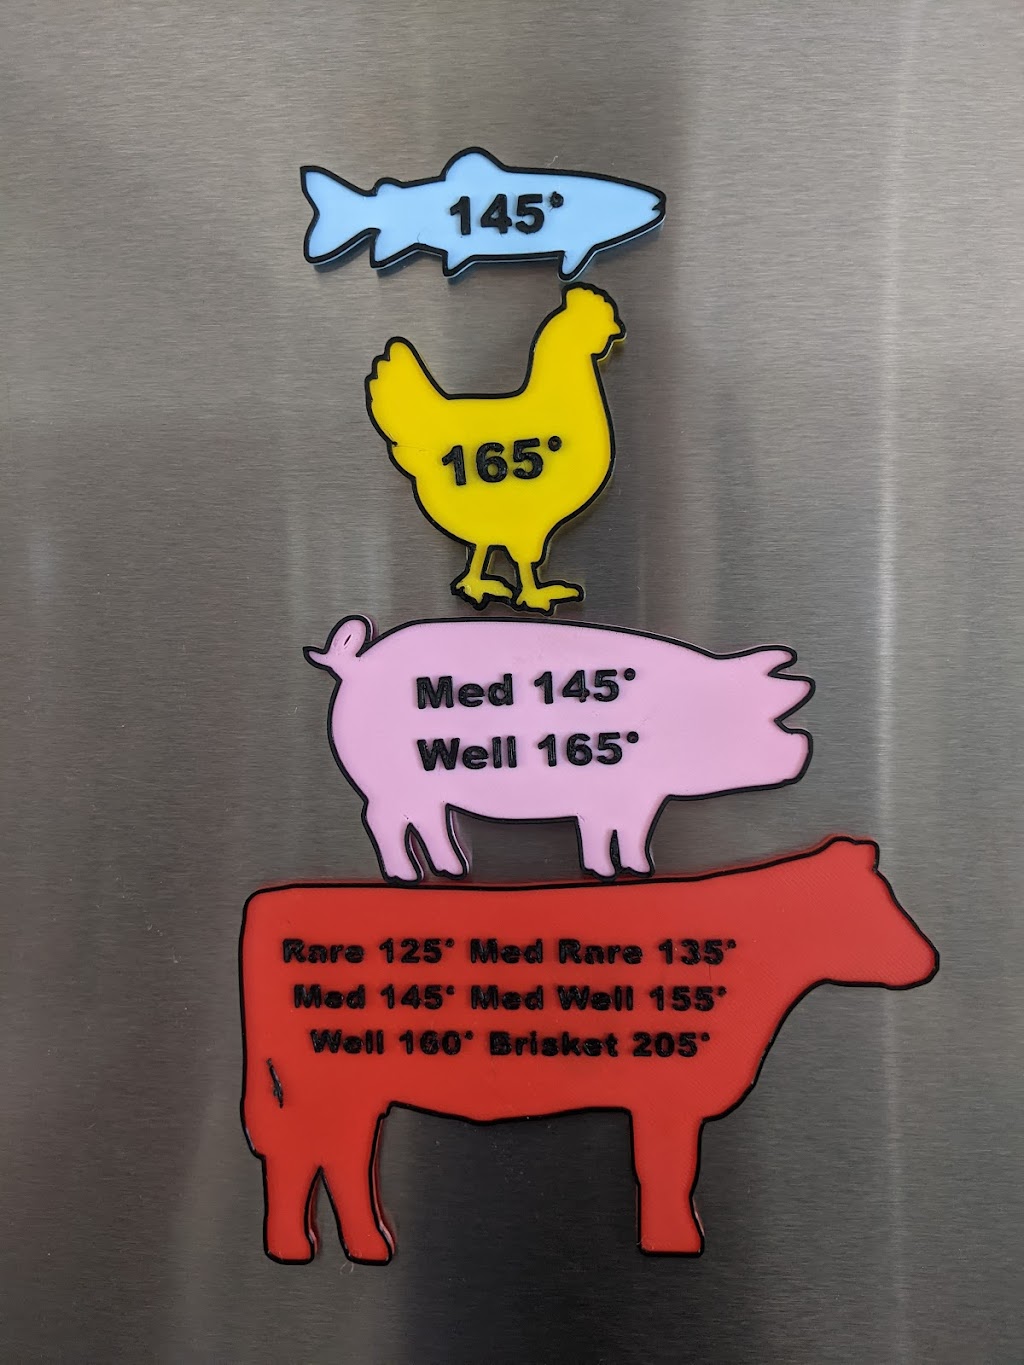 145°
165°
Med 145°
Well 165°
Rare 125° Med Rare 135°
Med 145° Med Well 155°
Well 160° Brisket 205°